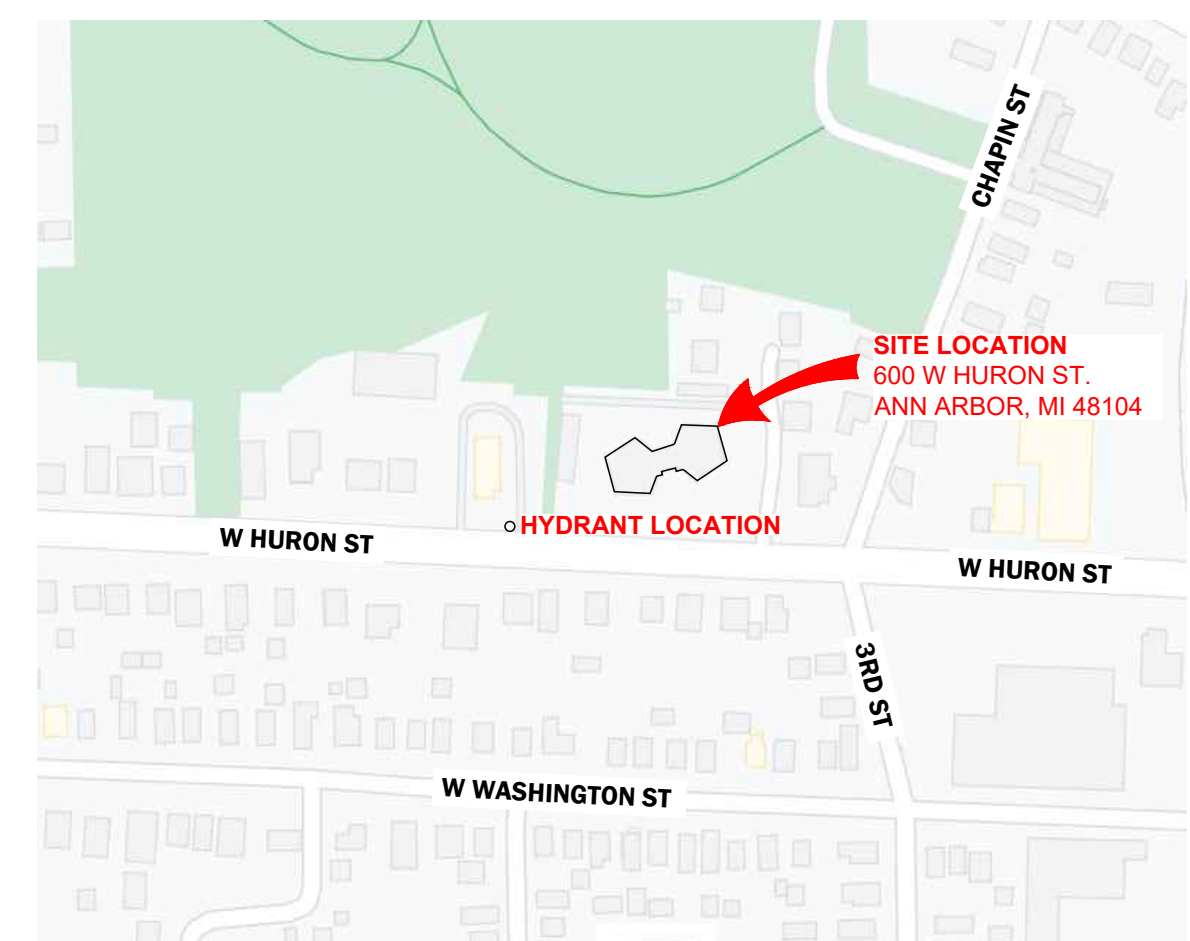 CHAPIN ST
SITE LOCATION
600 W HURON ST.
ANN ARBOR, MI 48104
HYDRANT LOCATION
W HURON ST
W HURON ST
3RD ST
W WASHINGTON ST